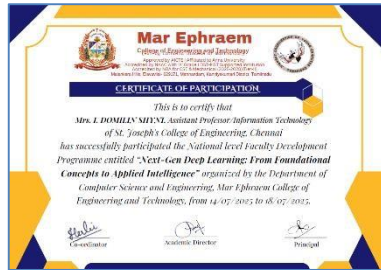 Mar Ephraem
College of Engineering and Technology
CERTIFICATE OF PARTICIPATION
This is to certify
Mrs. I. DOMILIN SHYNI, Assistant Professor/Information Technology
of St. Joseph's College of Engineering, Chennai
has successfully participated the National level Faculty Development
Programme entitled "Next-Gen Deep Learning: From Foundational
Concepts to Applied Intelligence" organized by the Department of
Computer Science and Engineering, Mar Ephraem College of
Engineering and Technology, from 14/07/2025 to 18/07/2025.
Co-ordinator
Academic Director
Principal